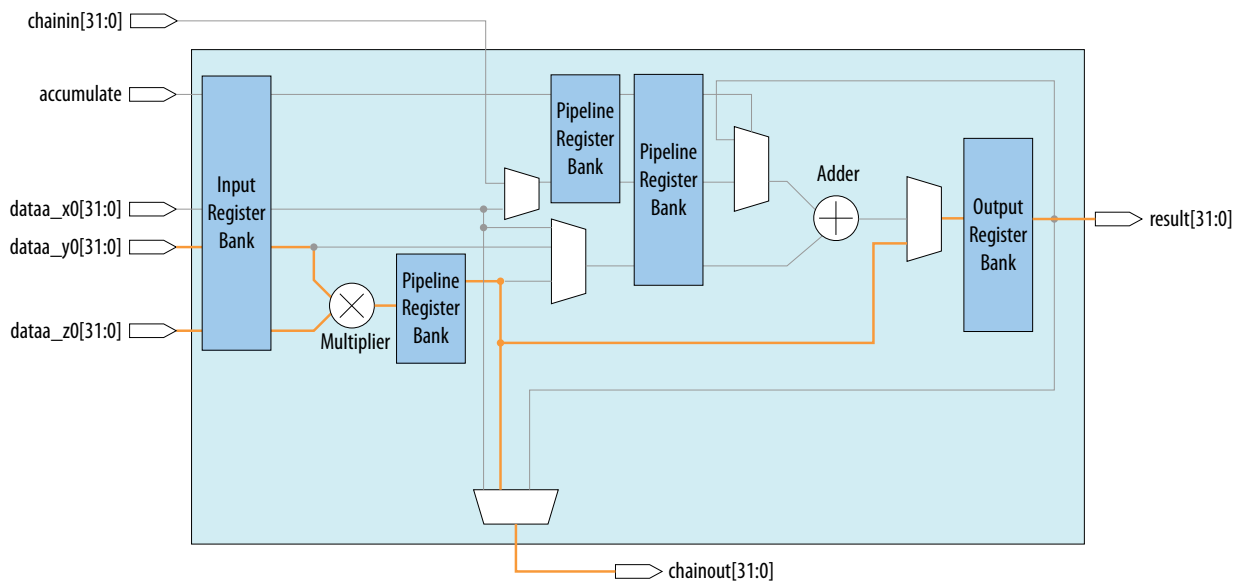 chainin[31:0]
accumulate
dataa_x0[31:0]
dataa_y0[31:0]
dataa_z0[31:0]
Input
Register
Bank
Multiplier
Pipeline
Register
Bank
Pipeline
Register
Bank
Pipeline
Register
Bank
Adder
Output
Register
Bank
result[31:0]
chainout[31:0]